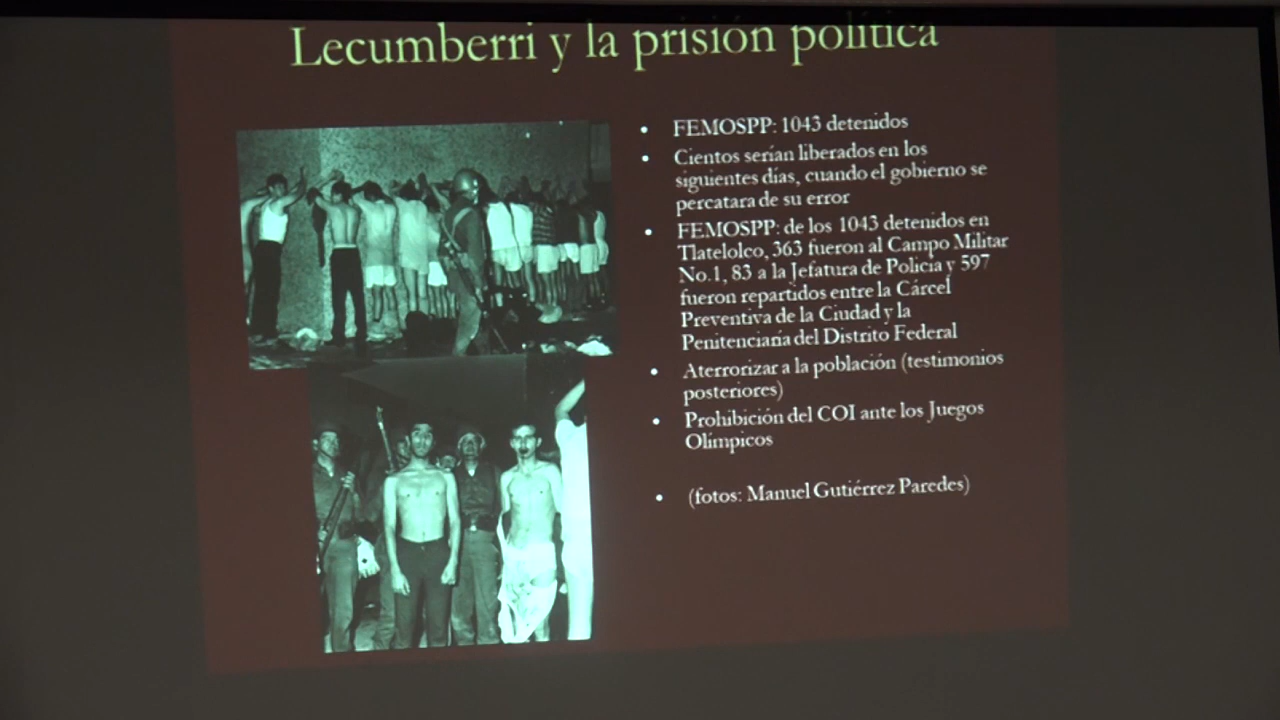 Lecumberri y la prisión política
• FEMOSPP: 1043 detenidos
• Cientos serían liberados en los
siguientes días, cuando el gobierno se
percatara de su error
• FEMOSPP: de los 1043 detenidos en
Tlatelolco, 363 fueron al Campo Militar
No.1, 83 a la Jefatura de Policía y 597
fueron repartidos entre la Cárcel
Preventiva de la Ciudad y la
Penitenciaría del Distrito Federal
• Aterrorizar a la población (testimonios
posteriores)
• Prohibición del COI ante los Juegos
Olímpicos
• (fotos: Manuel Gutiérrez Paredes)